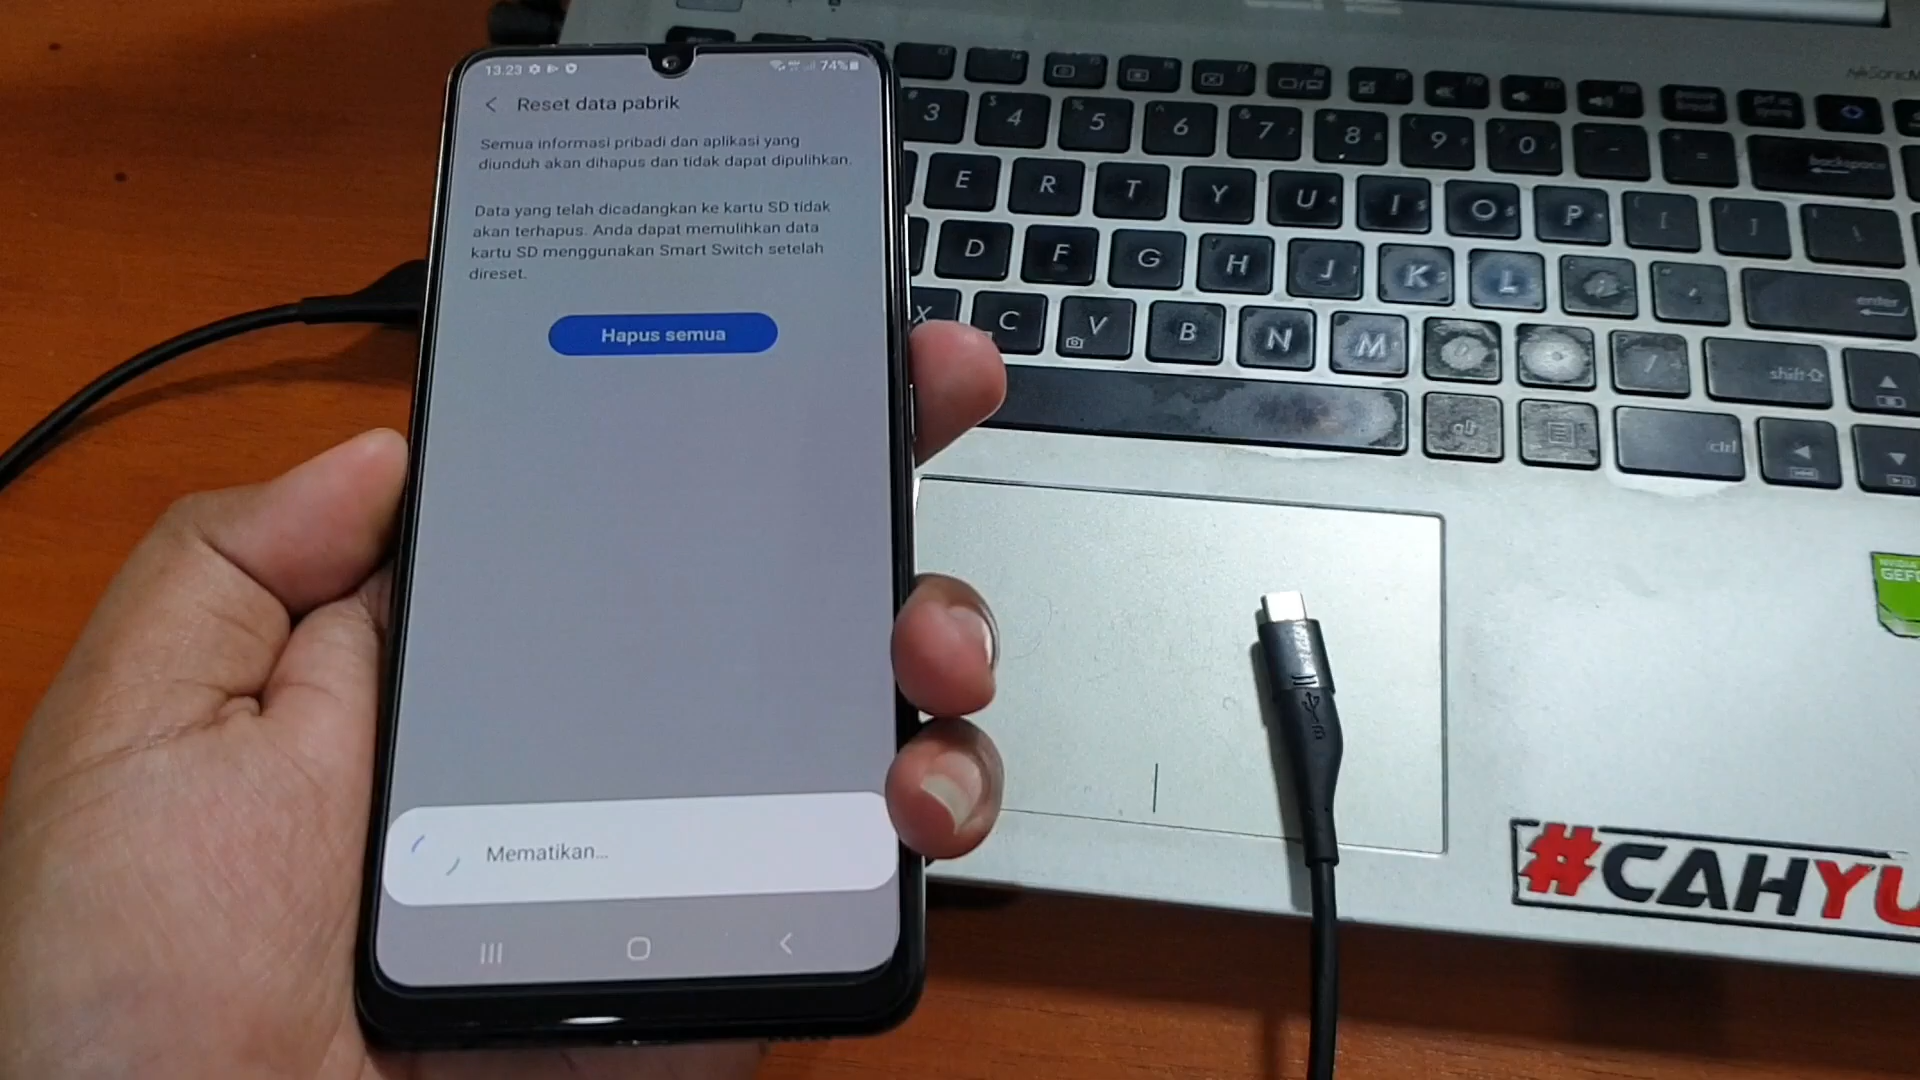 13.23
74%
Reset data pabrik
Semua informasi pribadi dan aplikasi yang
diunduh akan dihapus dan tidak dapat dipulihkan.
Data yang telah dicadangkan ke kartu SD tidak
akan terhapus. Anda dapat memulihkan data
kartu SD menggunakan Smart Switch setelah
direset.
Hapus semua
Mematikan...
3 4 5 6 7 8 9 0
backspace
E R T Y U I O P
D F G H J K L
enter
X C V B N M
shift
ctrl
NVIDIA
#CAHYU